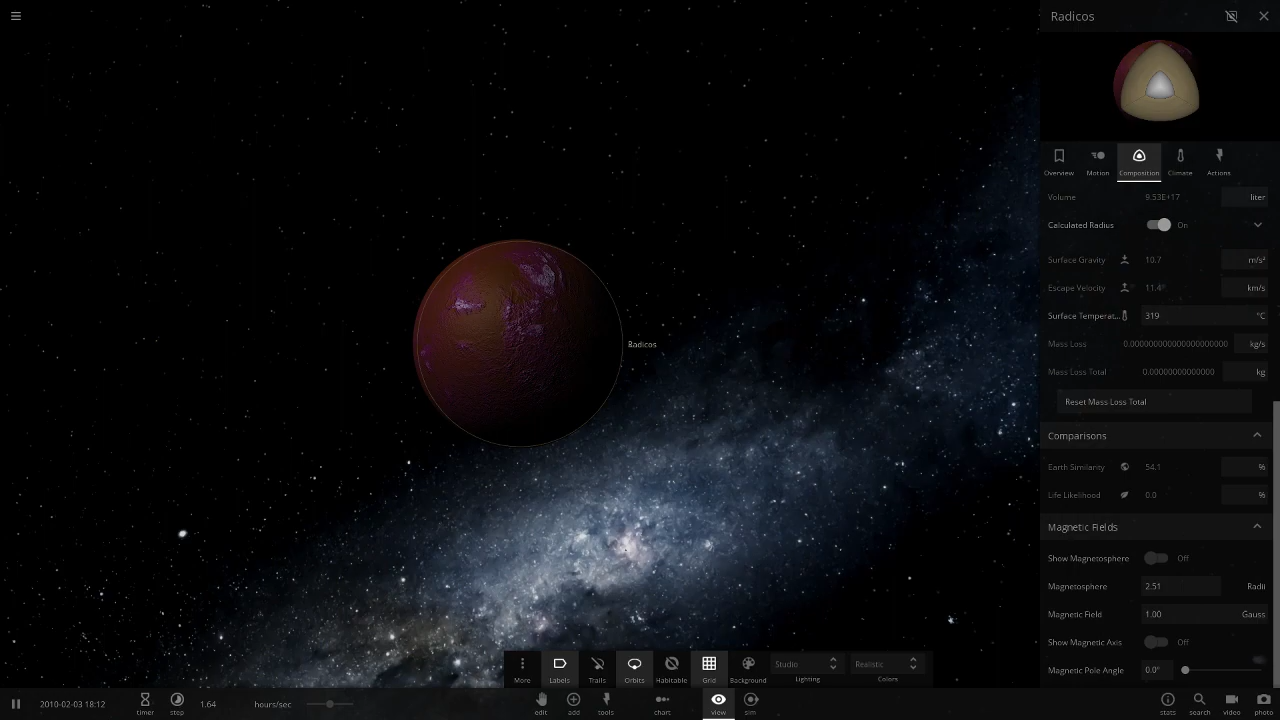 Radicos
Overview Motion Composition Climate Actions
Volume 9.53E+17 liter
Calculated Radius On
Surface Gravity 10.7 m/s²
Escape Velocity 11.4 km/s
Surface Temperat... 319 °C
Mass Loss 0.00000000000000000000 kg/s
Mass Loss Total 0.00000000000000 kg
Reset Mass Loss Total
Comparisons
Earth Similarity 54.1 %
Life Likelihood 0.0 %
Magnetic Fields
Show Magnetosphere Off
Magnetosphere 2.51 Radii
Magnetic Field 1.00 Gauss
Show Magnetic Axis Off
Magnetic Pole Angle 0.0°
Radicos
More Labels Trails Orbits Habitable Grid Background
Studio Realistic
Lighting Colors
2010-02-03 18:12 timer step 1.64 hours/sec edit add tools chart view sim stats search video photo